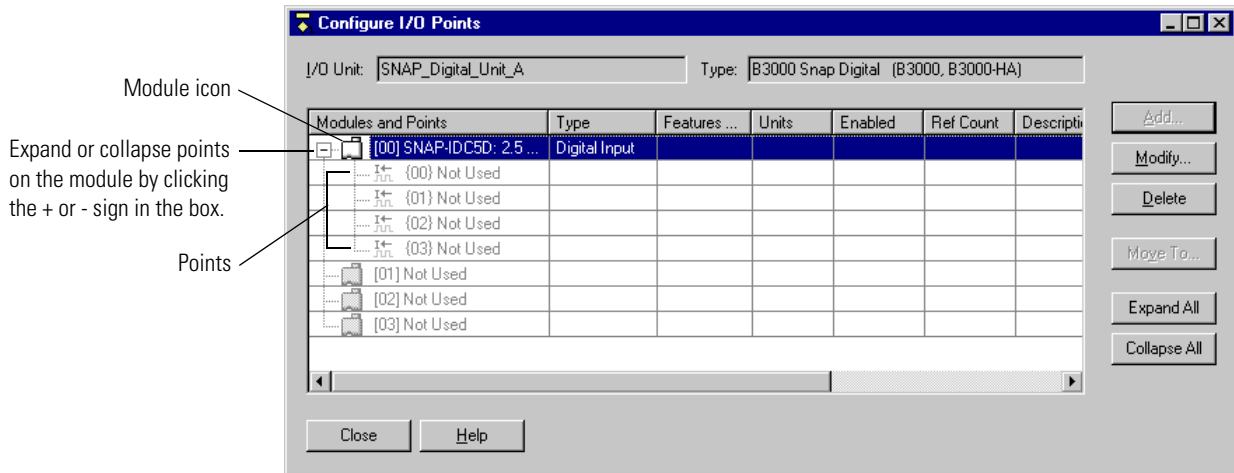 Configure I/O Points
I/O Unit: SNAP_Digital_Unit_A Type: B3000 Snap Digital (B3000, B3000-HA)
Module icon
Expand or collapse points
on the module by clicking
the + or - sign in the box.
Points
Modules and Points Type Features ... Units Enabled Ref Count Descripti
[00] SNAP-IDC5D: 2.5 ... Digital Input
{00} Not Used
{01} Not Used
{02} Not Used
{03} Not Used
[01] Not Used
[02] Not Used
[03] Not Used
Add...
Modify...
Delete
Move To...
Expand All
Collapse All
Close Help